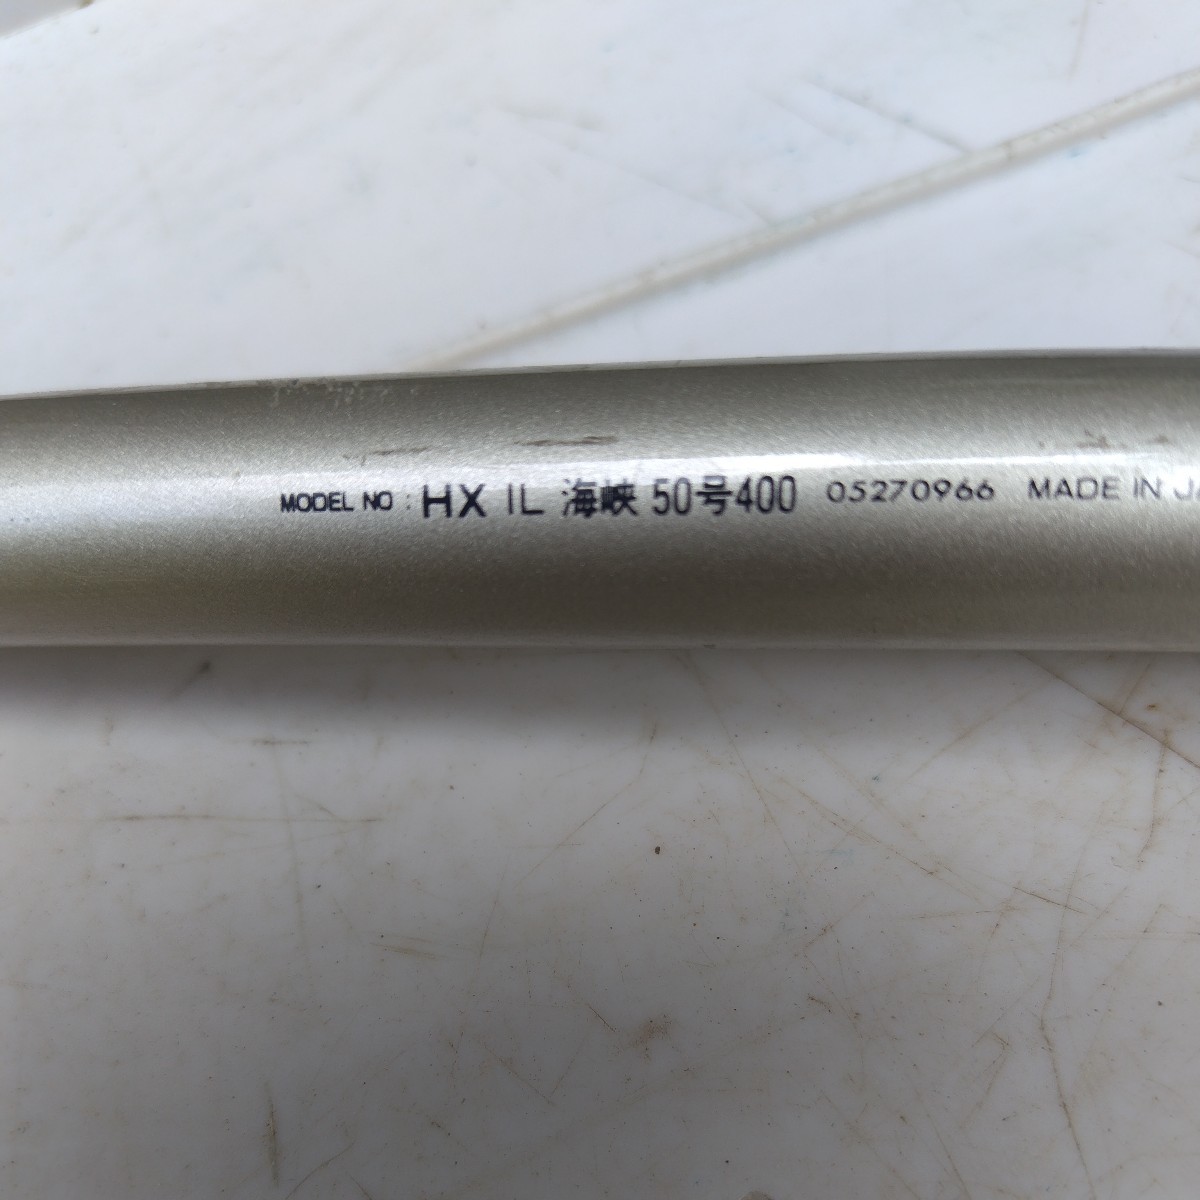 MODEL NO : HX IL 海峡 50号400 05270966 MADE IN JA